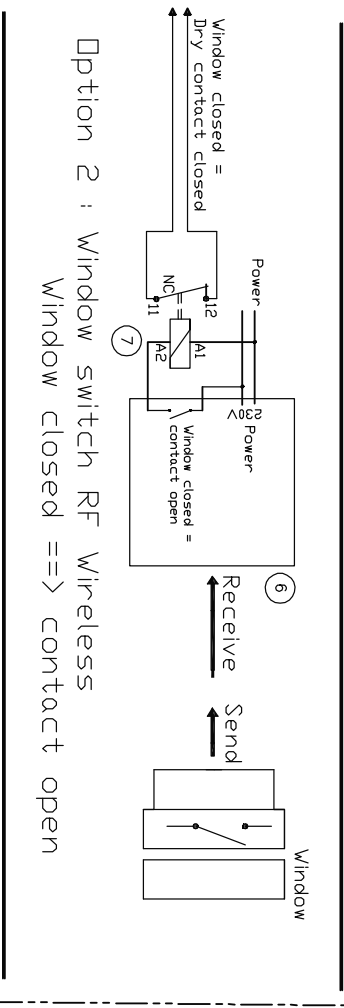 Window closed =
Dry contact closed
12
11
NC
A1
A2
7
Power
230V
Power
Window closed =
contact open
6
Receive
Send
Window
Option 2 : Window switch RF Wireless
Window closed ==> contact open